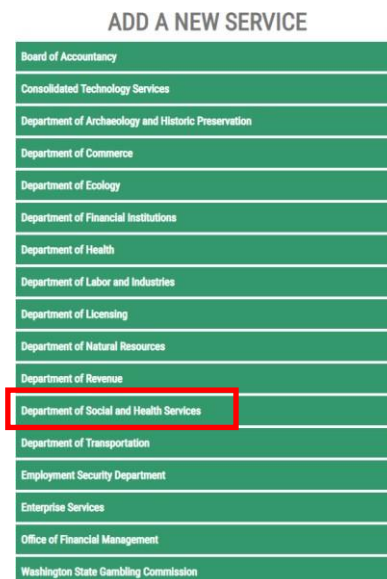 ADD A NEW SERVICE
Board of Accountancy
Consolidated Technology Services
Department of Archaeology and Historic Preservation
Department of Commerce
Department of Ecology
Department of Financial Institutions
Department of Health
Department of Labor and Industries
Department of Licensing
Department of Natural Resources
Department of Revenue
Department of Social and Health Services
Department of Transportation
Employment Security Department
Enterprise Services
Office of Financial Management
Washington State Gambling Commission